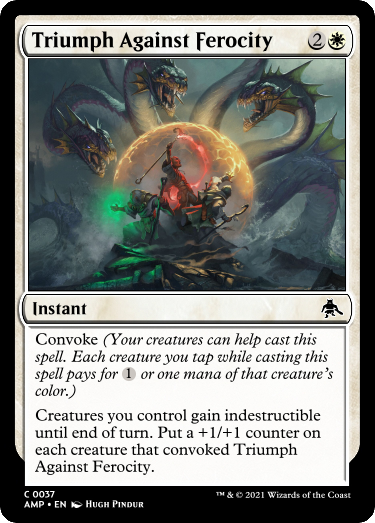 Triumph Against Ferocity 2
Instant
Convoke (Your creatures can help cast this
spell. Each creature you tap while casting this
spell pays for 1 or one mana of that creature's
color.)
Creatures you control gain indestructible
until end of turn. Put a +1/+1 counter on
each creature that convoked Triumph
Against Ferocity.
C 0037
AMP • EN HUGH PINDUR
™ & © 2021 Wizards of the Coast